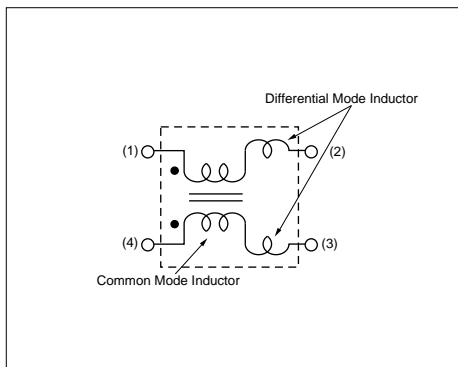 Differential Mode Inductor
(1)
(2)
(4)
(3)
Common Mode Inductor